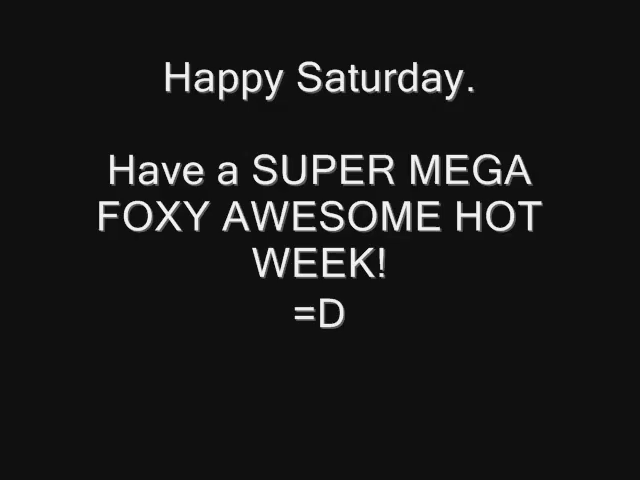 Happy Saturday.
Have a SUPER MEGA
FOXY AWESOME HOT
WEEK!
=D